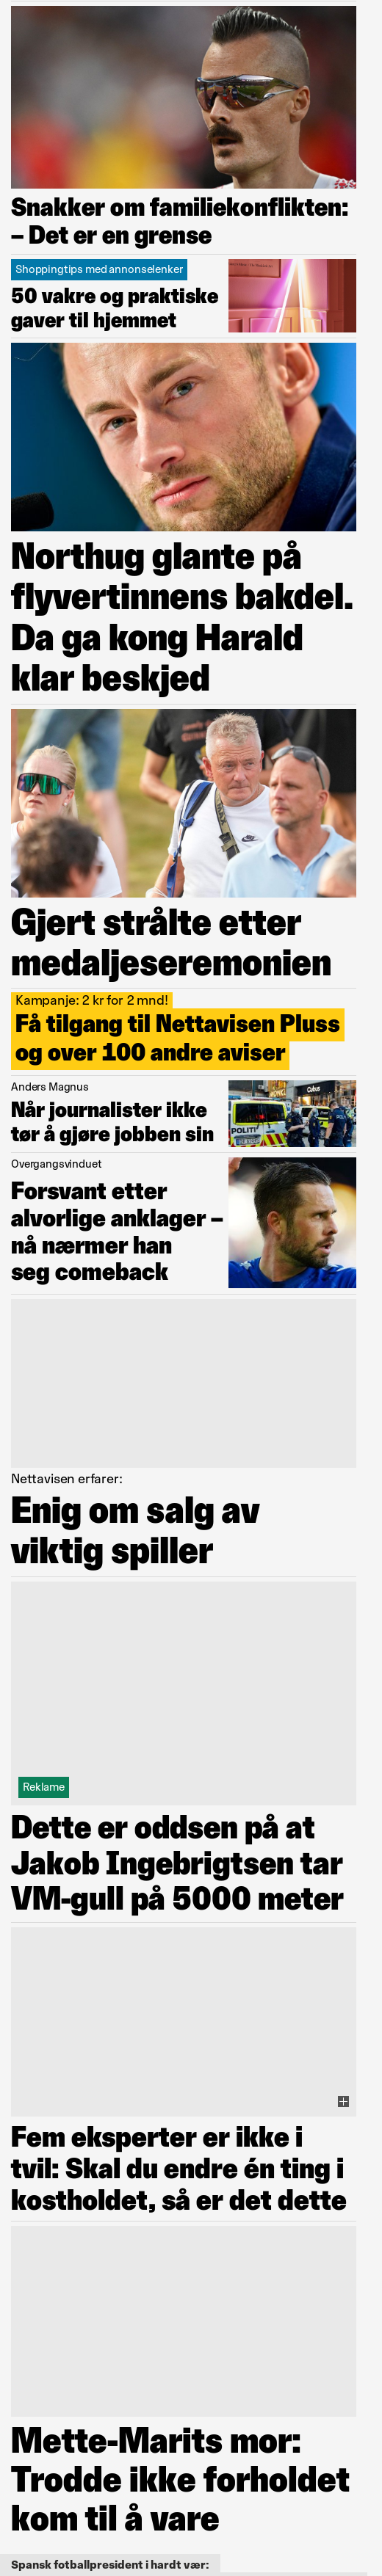 Snakker om familiekonflikten:
– Det er en grense
Shoppingtips med annonselenker
50 vakre og praktiske
gaver til hjemmet
Northug glante på
flyvertinnens bakdel.
Da ga kong Harald
klar beskjed
Gjert strålte etter
medaljeseremonien
Kampanje: 2 kr for 2 mnd!
Få tilgang til Nettavisen Pluss
og over 100 andre aviser
Anders Magnus
Når journalister ikke
tør å gjøre jobben sin
POLITI
Cubus
Overgangsvinduet
Forsvant etter
alvorlige anklager –
nå nærmer han
seg comeback
Nettavisen erfarer:
Enig om salg av
viktig spiller
Reklame
Dette er oddsen på at
Jakob Ingebrigtsen tar
VM-gull på 5000 meter
Fem eksperter er ikke i
tvil: Skal du endre én ting i
kostholdet, så er det dette
Mette-Marits mor:
Trodde ikke forholdet
kom til å vare
Spansk fotballpresident i hardt vær: